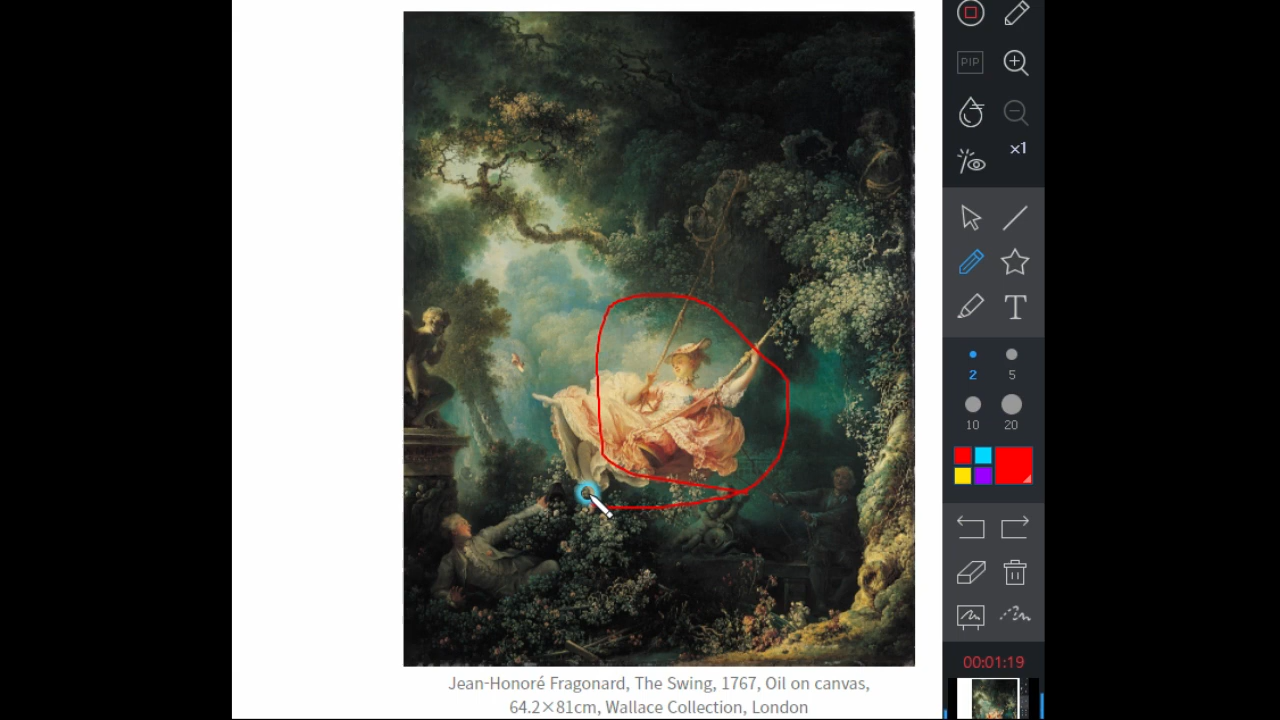 PIP
x1
T
2
5
10
20
00:01:19
Jean-Honoré Fragonard, The Swing, 1767, Oil on canvas,
64.2×81cm, Wallace Collection, London